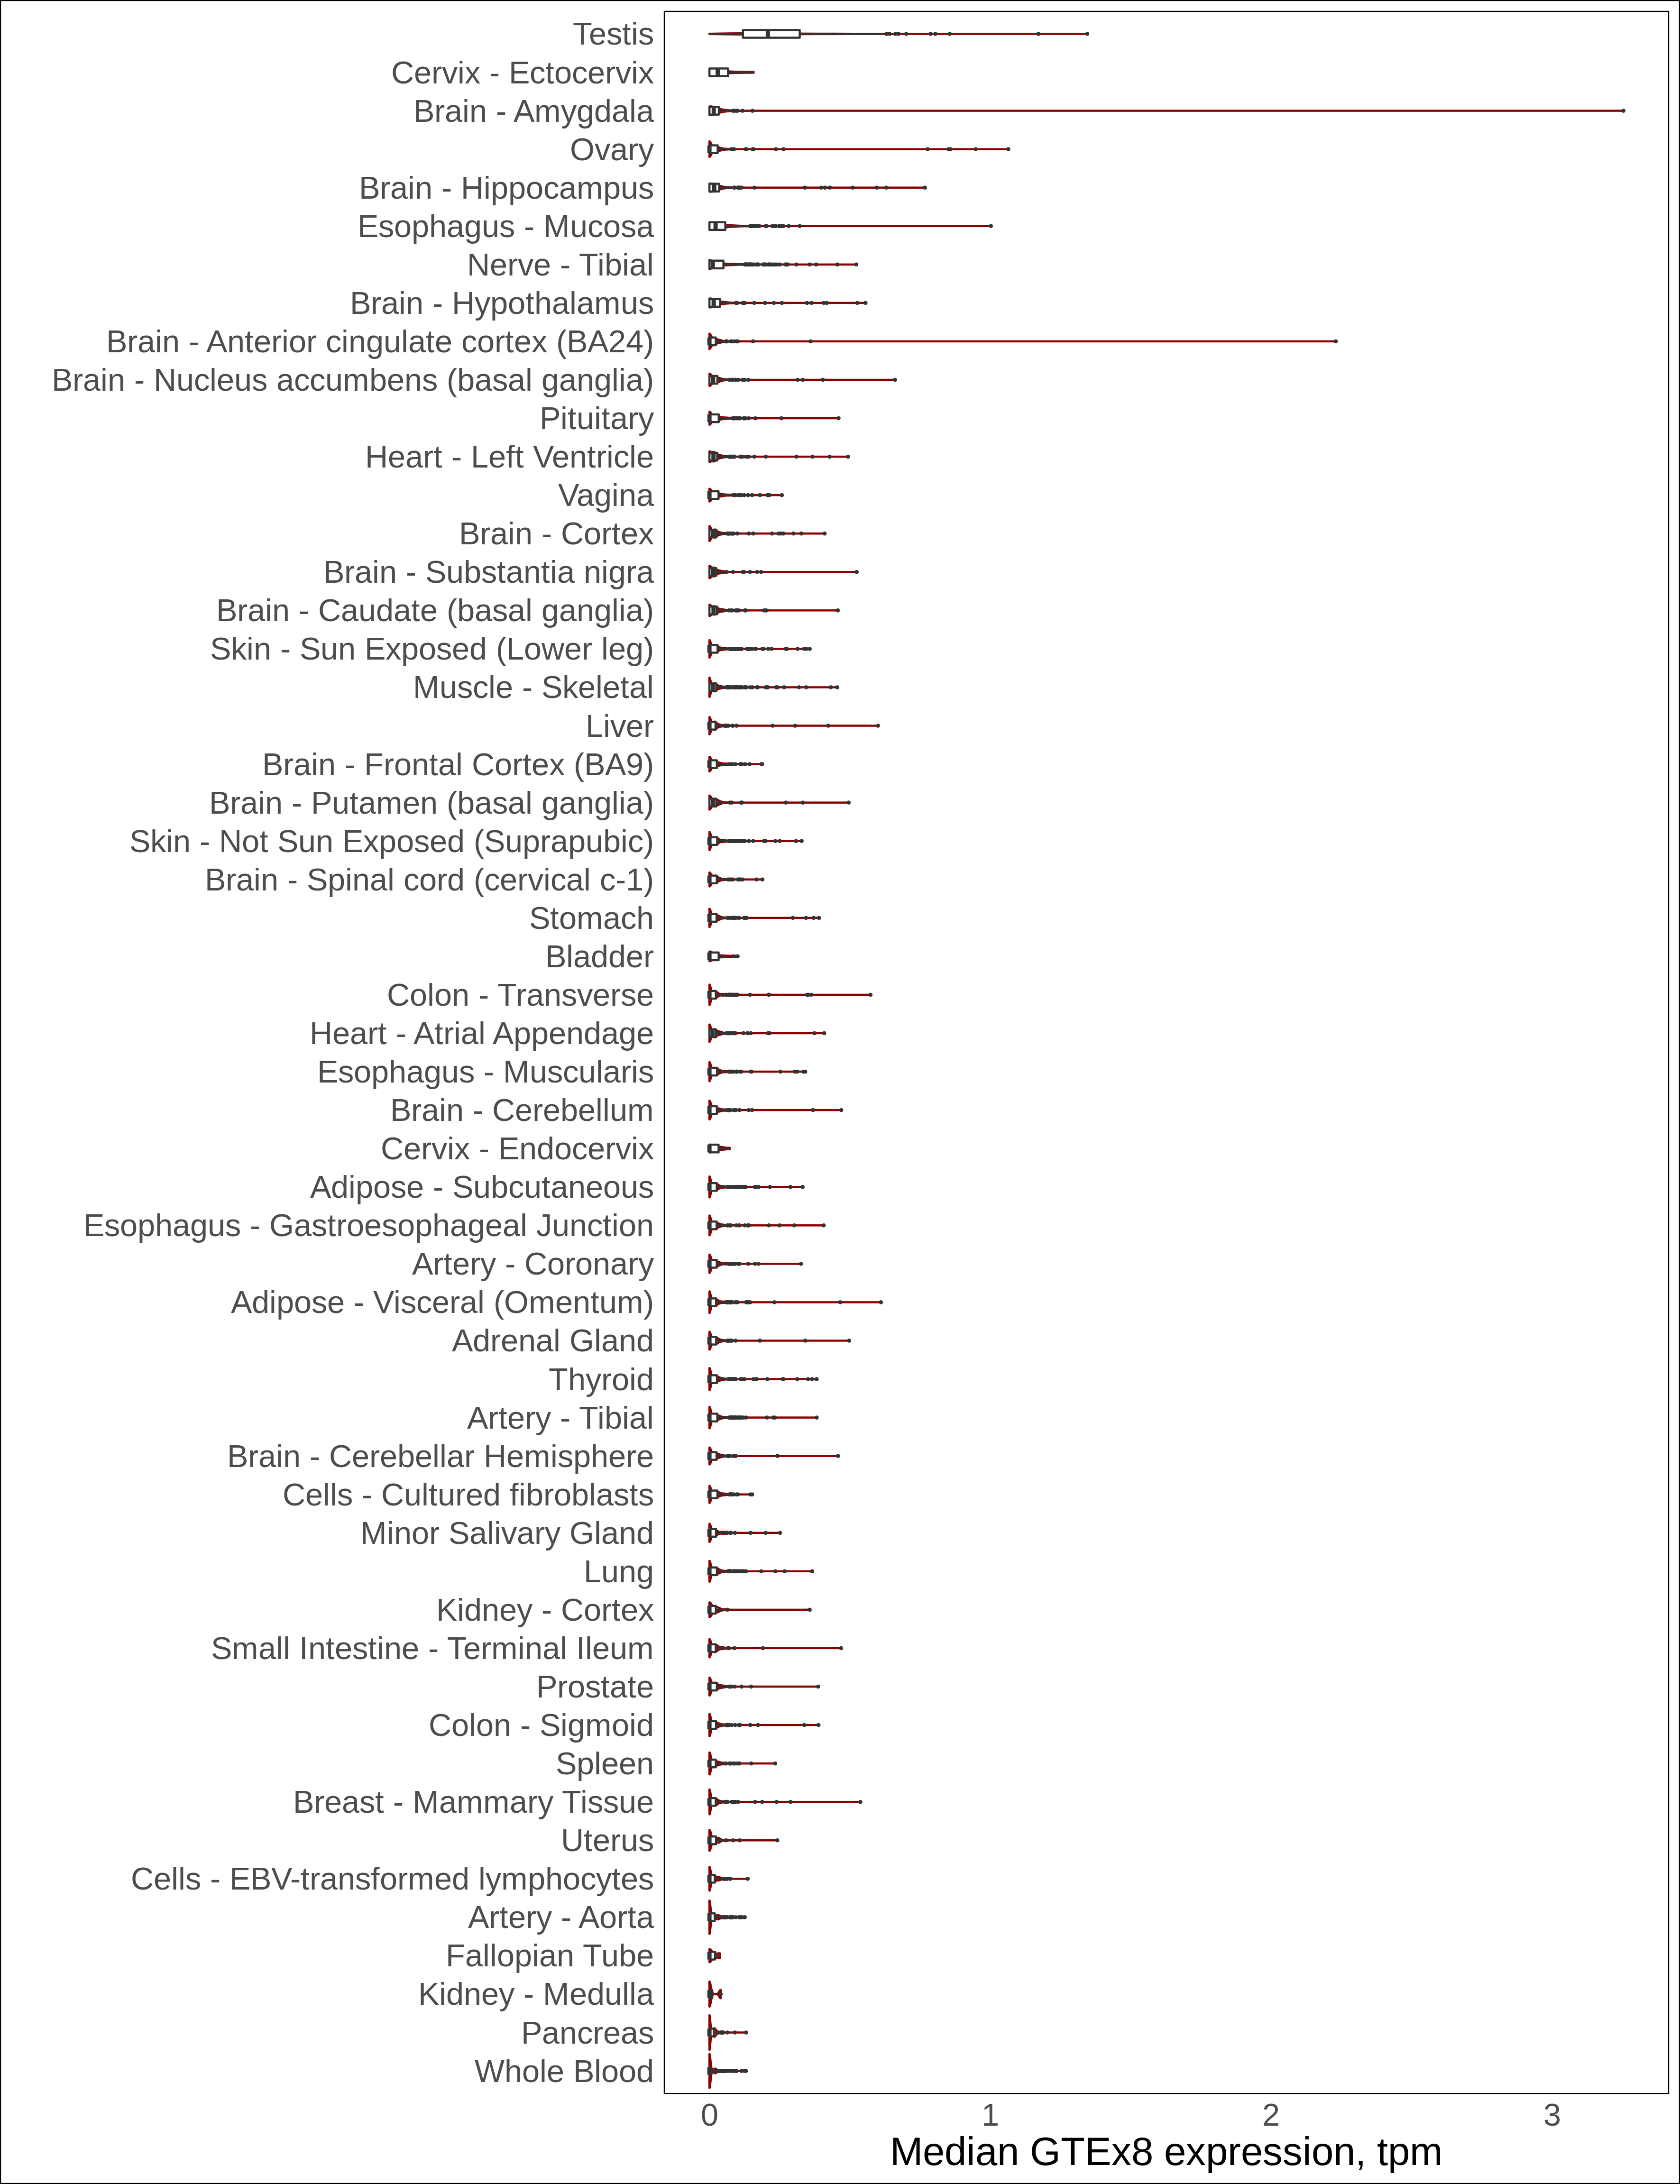 Testis
Cervix - Ectocervix
Brain - Amygdala
Ovary
Brain - Hippocampus
Esophagus - Mucosa
Nerve - Tibial
Brain - Hypothalamus
Brain - Anterior cingulate cortex (BA24)
Brain - Nucleus accumbens (basal ganglia)
Pituitary
Heart - Left Ventricle
Vagina
Brain - Cortex
Brain - Substantia nigra
Brain - Caudate (basal ganglia)
Skin - Sun Exposed (Lower leg)
Muscle - Skeletal
Liver
Brain - Frontal Cortex (BA9)
Brain - Putamen (basal ganglia)
Skin - Not Sun Exposed (Suprapubic)
Brain - Spinal cord (cervical c-1)
Stomach
Bladder
Colon - Transverse
Heart - Atrial Appendage
Esophagus - Muscularis
Brain - Cerebellum
Cervix - Endocervix
Adipose - Subcutaneous
Esophagus - Gastroesophageal Junction
Artery - Coronary
Adipose - Visceral (Omentum)
Adrenal Gland
Thyroid
Artery - Tibial
Brain - Cerebellar Hemisphere
Cells - Cultured fibroblasts
Minor Salivary Gland
Lung
Kidney - Cortex
Small Intestine - Terminal Ileum
Prostate
Colon - Sigmoid
Spleen
Breast - Mammary Tissue
Uterus
Cells - EBV-transformed lymphocytes
Artery - Aorta
Fallopian Tube
Kidney - Medulla
Pancreas
Whole Blood
0 1 2 3
Median GTEx8 expression, tpm